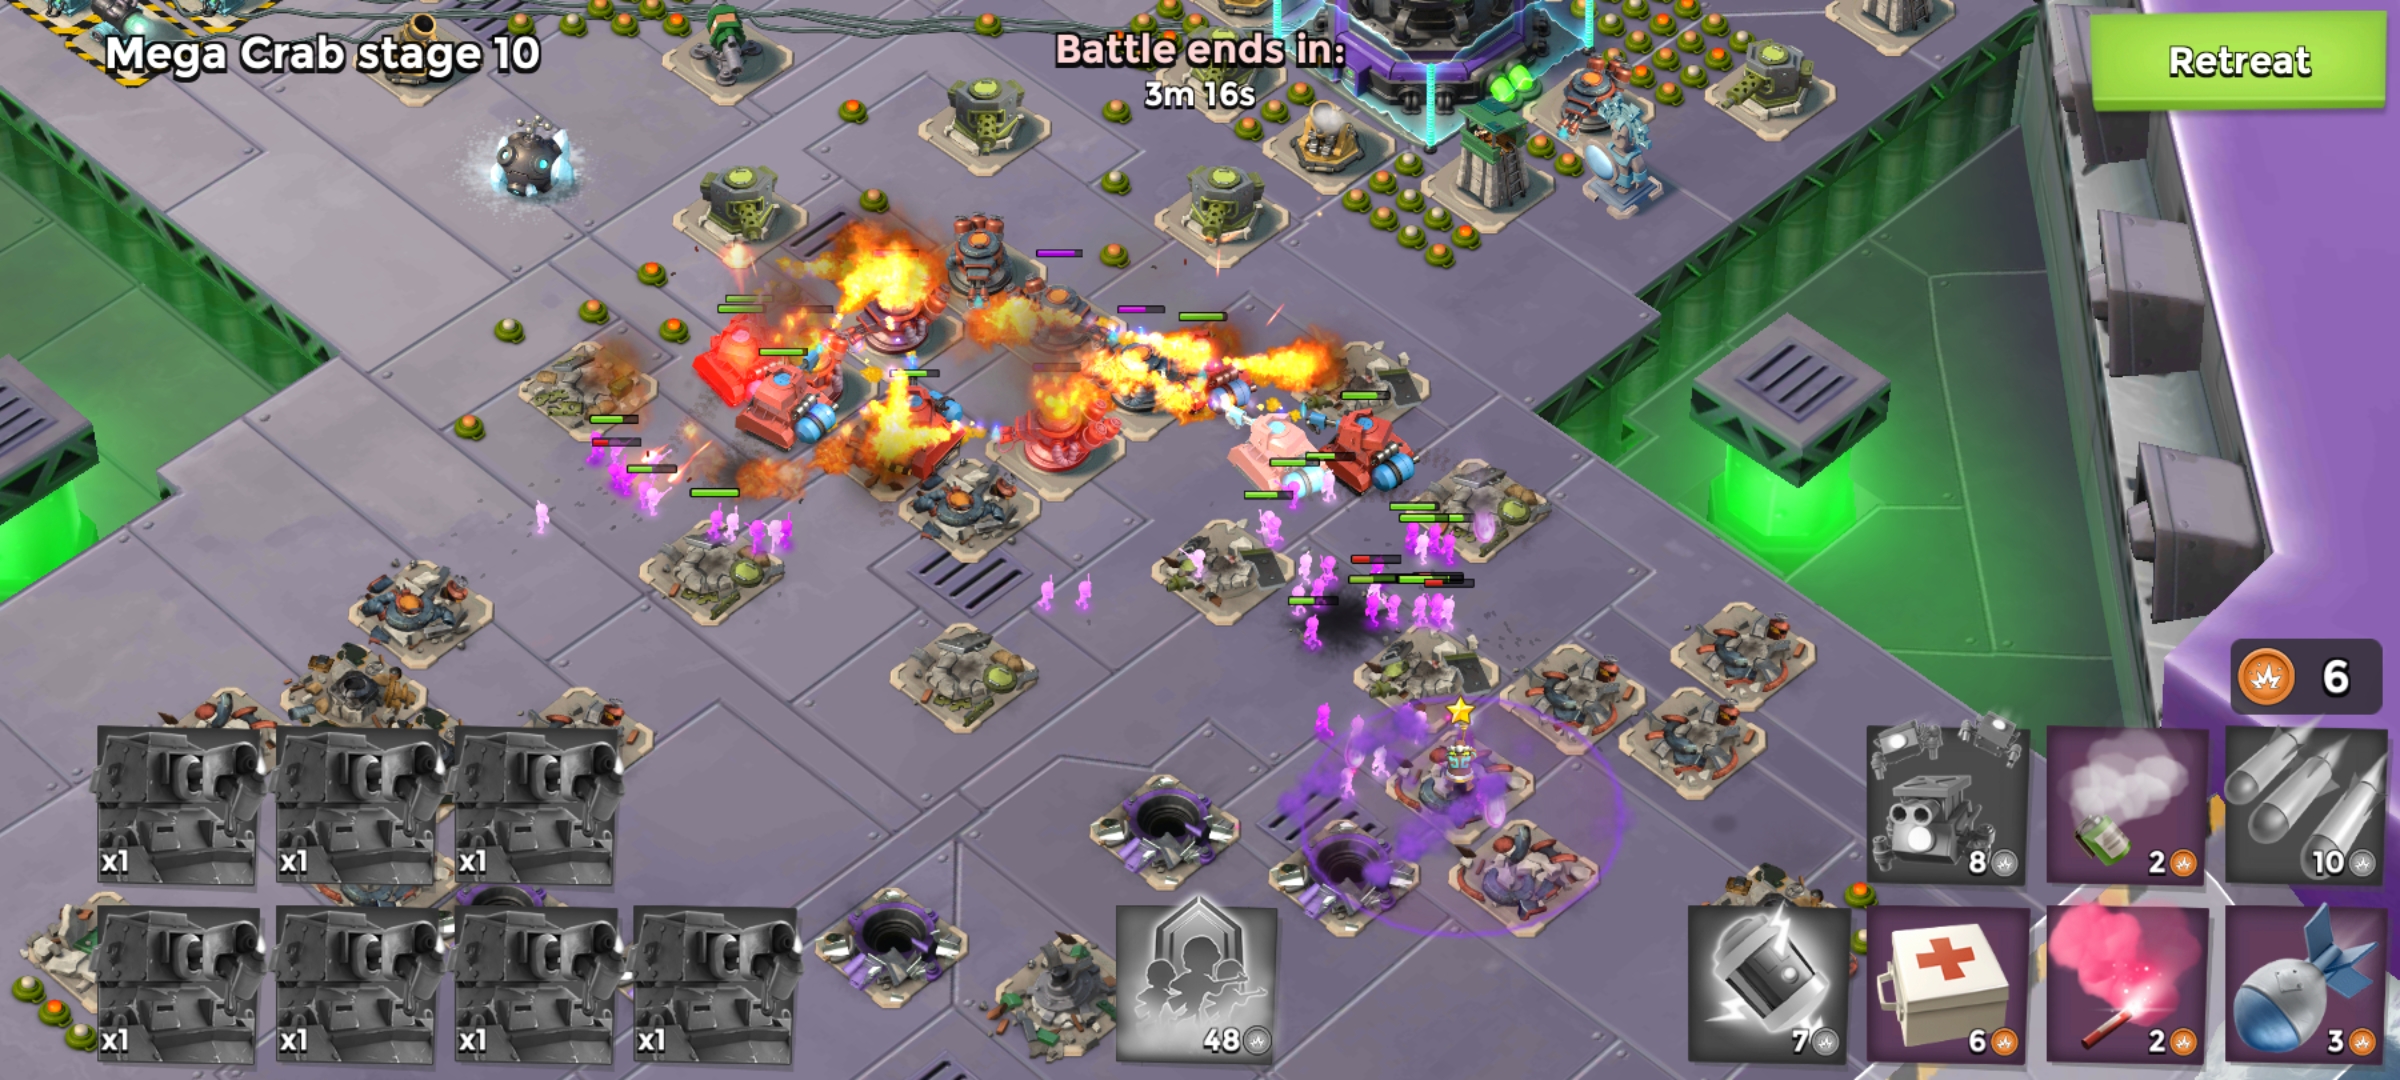 Mega Crab stage 10
Battle ends in:
3m 16s
Retreat
6
8
2
10
x1
x1
x1
x1
x1
x1
x1
48
7
6
2
3